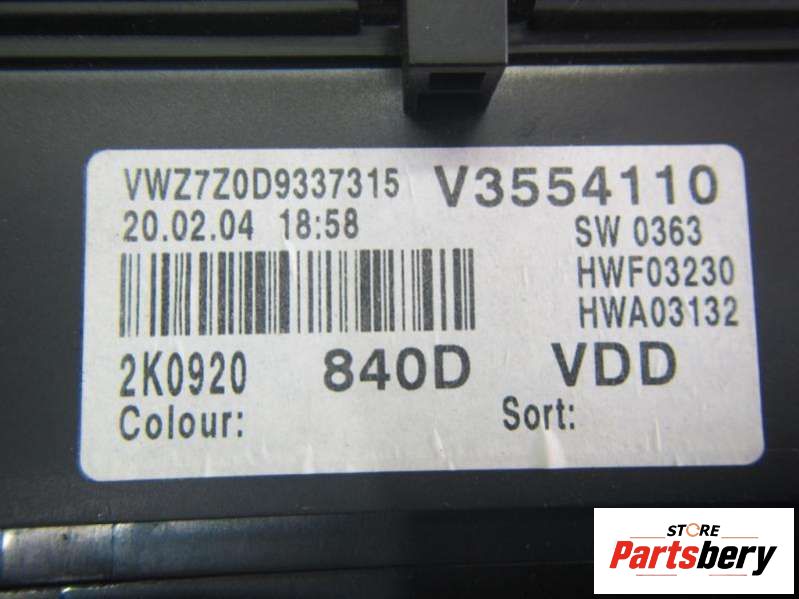 VWZ7Z0D9337315 V3554110
20.02.04 18:58 SW 0363
HWF03230
HWA03132
2K0920 840D VDD
Colour: Sort:
STORE
Partsbery